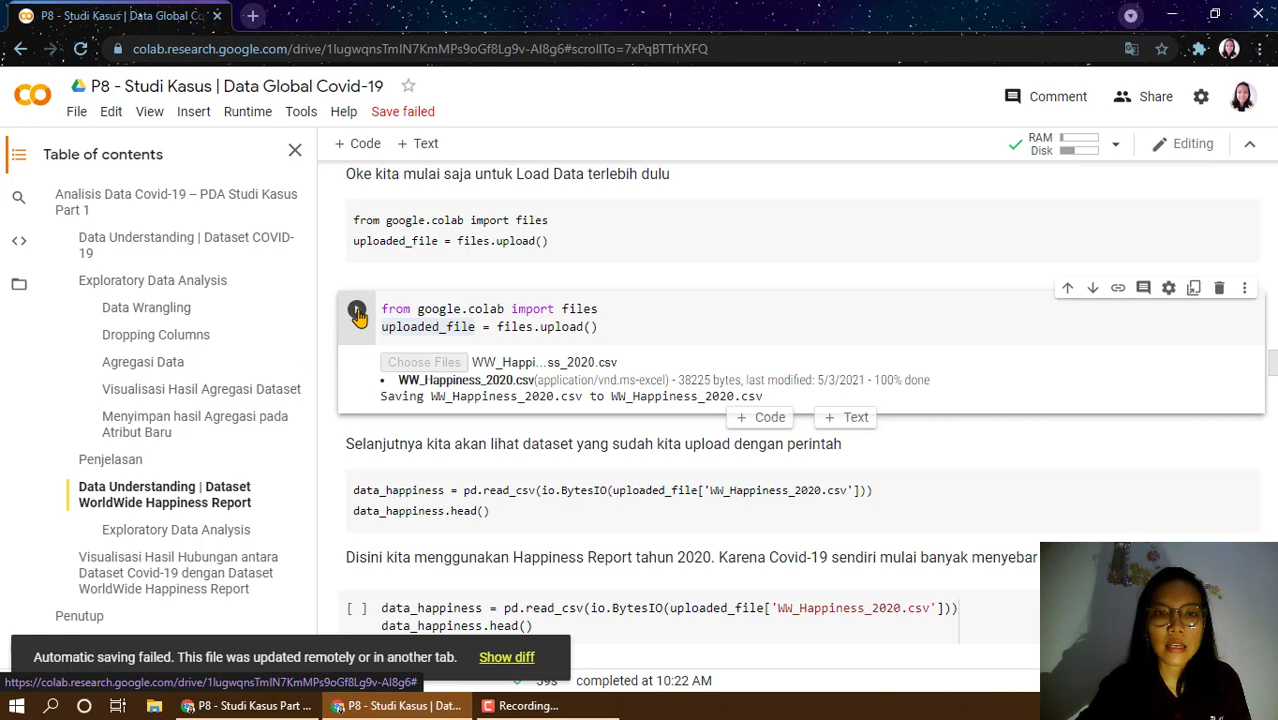 P8 - Studi Kasus | Data Global Co
colab.research.google.com/drive/1lugwqnsTmIN7KmMPs9oGf8Lg9v-AI8g6#scrollTo=7xPqBTTrhXFQ
P8 - Studi Kasus | Data Global Covid-19
File Edit View Insert Runtime Tools Help Save failed
Comment Share
+ Code + Text
RAM
Disk
Editing
Table of contents
Analisis Data Covid-19 – PDA Studi Kasus
Part 1
Data Understanding | Dataset COVID-
19
Exploratory Data Analysis
Data Wrangling
Dropping Columns
Agregasi Data
Visualisasi Hasil Agregasi Dataset
Menyimpan hasil Agregasi pada
Atribut Baru
Penjelasan
Data Understanding | Dataset
WorldWide Happiness Report
Exploratory Data Analysis
Visualisasi Hasil Hubungan antara
Dataset Covid-19 dengan Dataset
WorldWide Happiness Report
Penutup
Oke kita mulai saja untuk Load Data terlebih dulu
from google.colab import files
uploaded_file = files.upload()
from google.colab import files
uploaded_file = files.upload()
Choose Files WW_Happi...ss_2020.csv
• WW_Happiness_2020.csv(application/vnd.ms-excel) - 38225 bytes, last modified: 5/3/2021 - 100% done
Saving WW_Happiness_2020.csv to WW_Happiness_2020.csv
+ Code + Text
Selanjutnya kita akan lihat dataset yang sudah kita upload dengan perintah
data_happiness = pd.read_csv(io.BytesIO(uploaded_file['WW_Happiness_2020.csv']))
data_happiness.head()
Disini kita menggunakan Happiness Report tahun 2020. Karena Covid-19 sendiri mulai banyak menyebar
[ ] data_happiness = pd.read_csv(io.BytesIO(uploaded_file['WW_Happiness_2020.csv']))
data_happiness.head()
Automatic saving failed. This file was updated remotely or in another tab. Show diff
https://colab.research.google.com/drive/1lugwqnsTmIN7KmMPs9oGf8Lg9v-AI8g6#
59s completed at 10:22 AM
P8 - Studi Kasus Part ...
P8 - Studi Kasus | Dat...
Recording...